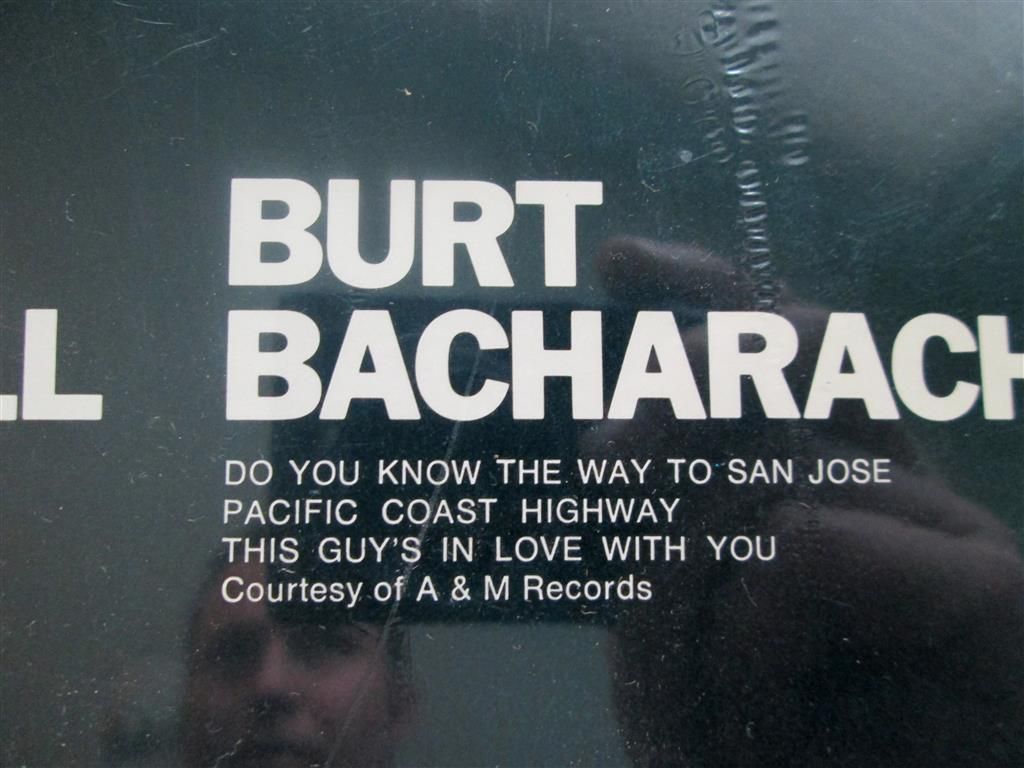 BURT
LL BACHARACH
DO YOU KNOW THE WAY TO SAN JOSE
PACIFIC COAST HIGHWAY
THIS GUY'S IN LOVE WITH YOU
Courtesy of A & M Records